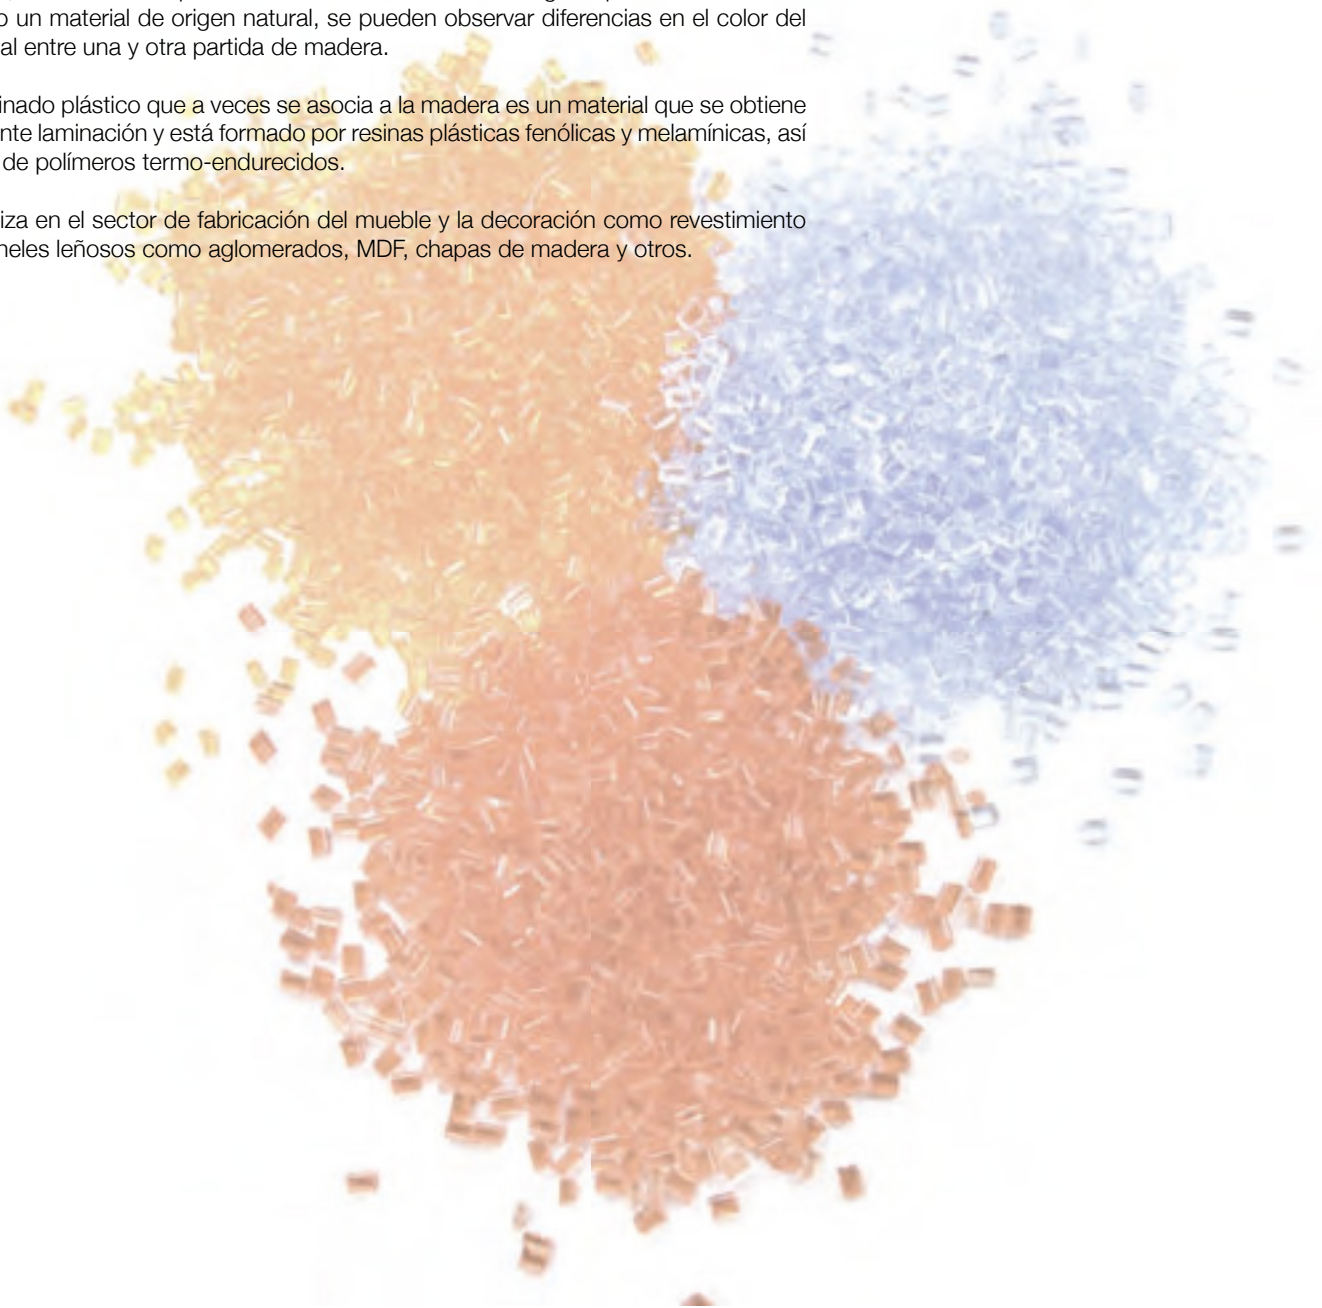 un material de origen natural, se pueden observar diferencias en el color del
al entre una y otra partida de madera.
inado plástico que a veces se asocia a la madera es un material que se obtiene
nte laminación y está formado por resinas plásticas fenólicas y melamínicas, así
de polímeros termo-endurecidos.
iza en el sector de fabricación del mueble y la decoración como revestimiento
neles leñosos como aglomerados, MDF, chapas de madera y otros.